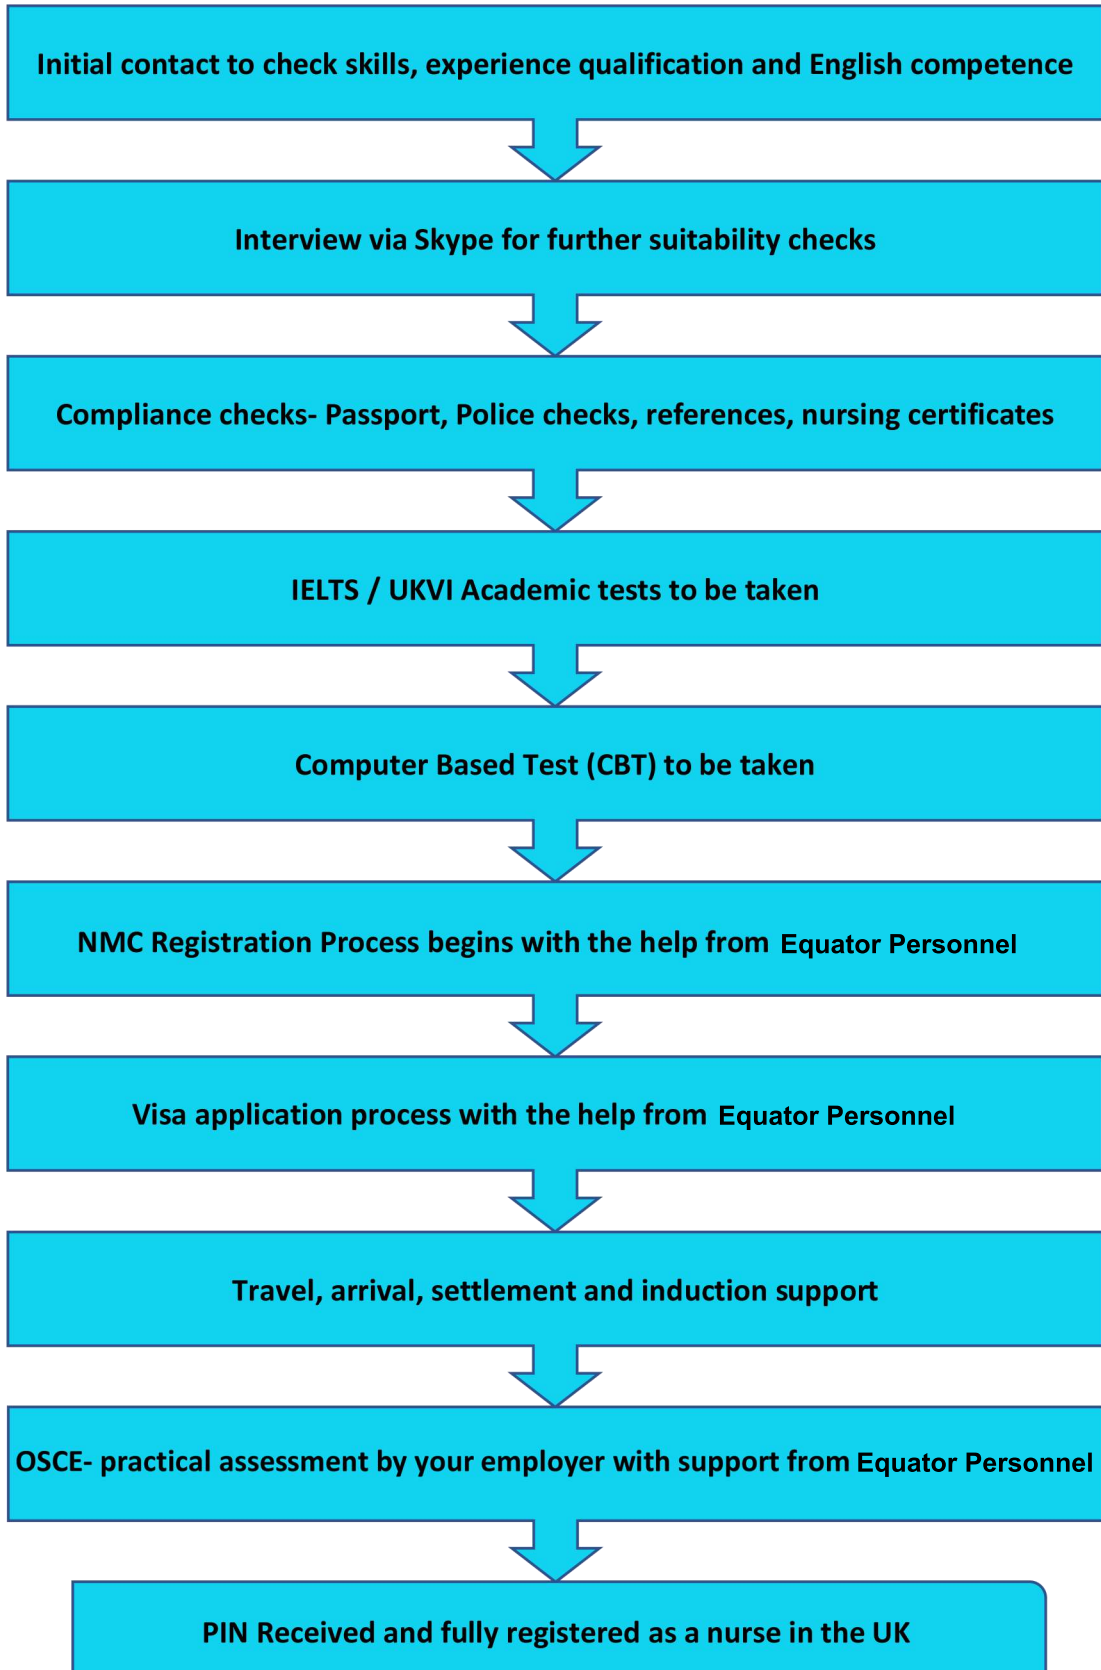 Initial contact to check skills, experience qualification and English competence
Interview via Skype for further suitability checks
Compliance checks- Passport, Police checks, references, nursing certificates
IELTS / UKVI Academic tests to be taken
Computer Based Test (CBT) to be taken
NMC Registration Process begins with the help from Equator Personnel
Visa application process with the help from Equator Personnel
Travel, arrival, settlement and induction support
OSCE- practical assessment by your employer with support from Equator Personnel
PIN Received and fully registered as a nurse in the UK